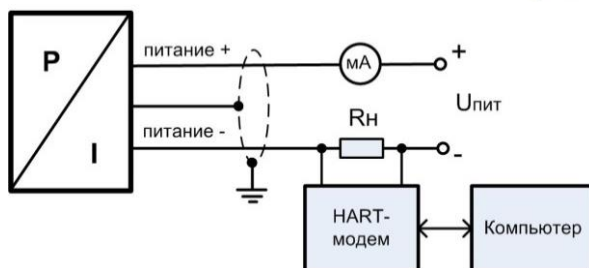 P
I
питание +
питание -
мА
+
Uпит
Rн
-
HART-
модем
Компьютер